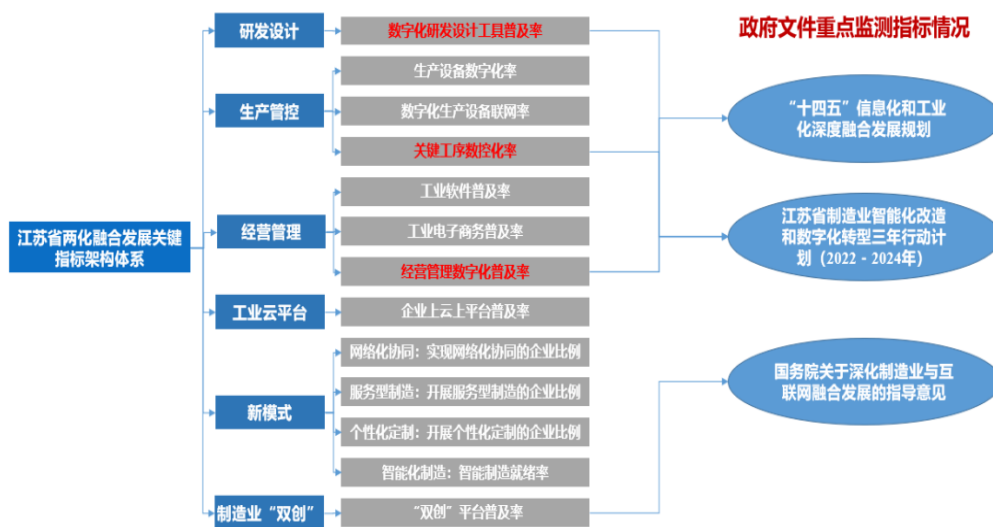 政府文件重点监测指标情况
江苏省两化融合发展关键
指标架构体系
研发设计
数字化研发设计工具普及率
生产管控
生产设备数字化率
数字化生产设备联网率
关键工序数控化率
经营管理
工业软件普及率
工业电子商务普及率
经营管理数字化普及率
工业云平台
企业上云上平台普及率
新模式
网络化协同：实现网络化协同的企业比例
服务型制造：开展服务型制造的企业比例
个性化定制：开展个性化定制的企业比例
智能化制造：智能制造就绪率
制造业“双创”
“双创”平台普及率
“十四五”信息化和工业
化深度融合发展规划
江苏省制造业智能化改造
和数字化转型三年行动计
划（2022－2024年）
国务院关于深化制造业与互
联网融合发展的指导意见